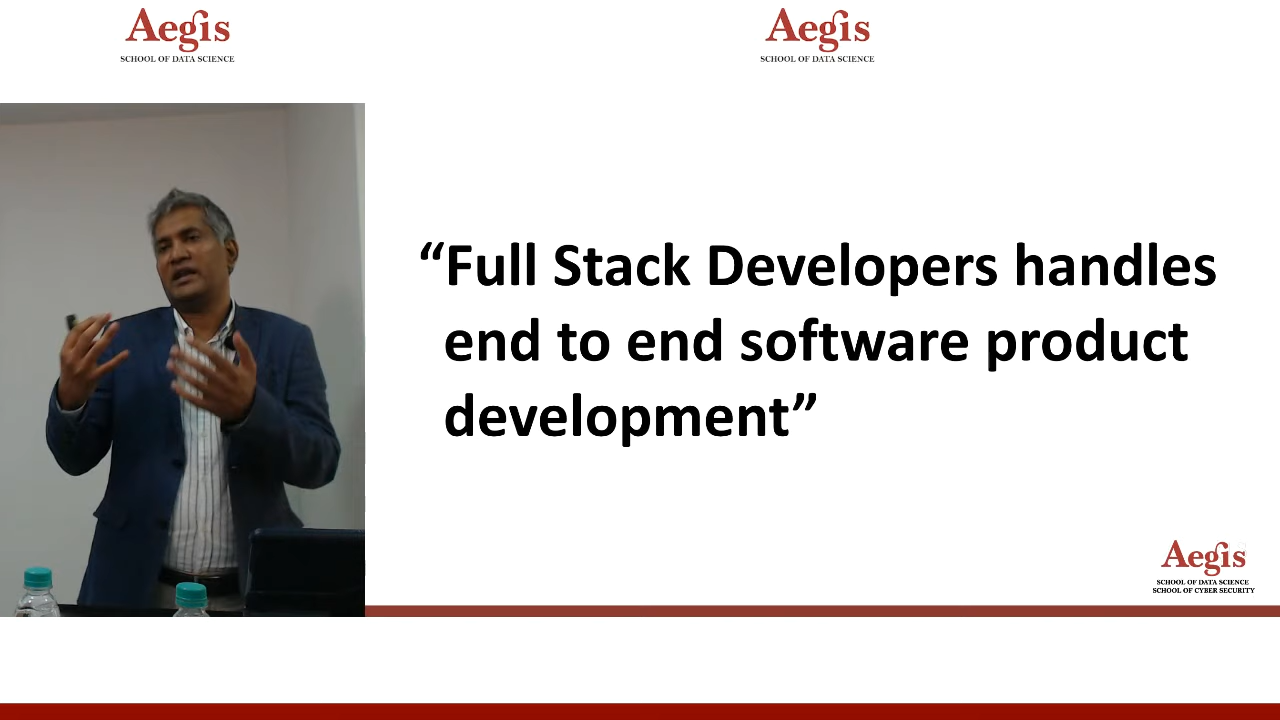 Aegis
SCHOOL OF DATA SCIENCE
Aegis
SCHOOL OF DATA SCIENCE
“Full Stack Developers handles
end to end software product
development”
Aegis
SCHOOL OF DATA SCIENCE
SCHOOL OF CYBER SECURITY